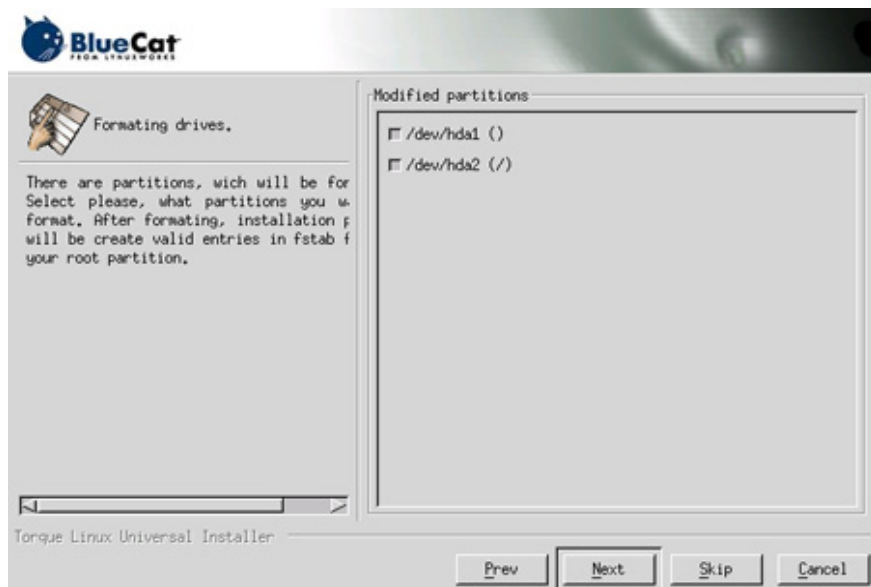 BlueCat
FROM LYNUXWORKS
Formating drives.
There are partitions, wich will be for
Select please, what partitions you w
format. After formating, installation p
will be create valid entries in fstab f
your root partition.
Modified partitions
/dev/hda1 ()
/dev/hda2 (/)
Torque Linux Universal Installer
Prev
Next
Skip
Cancel